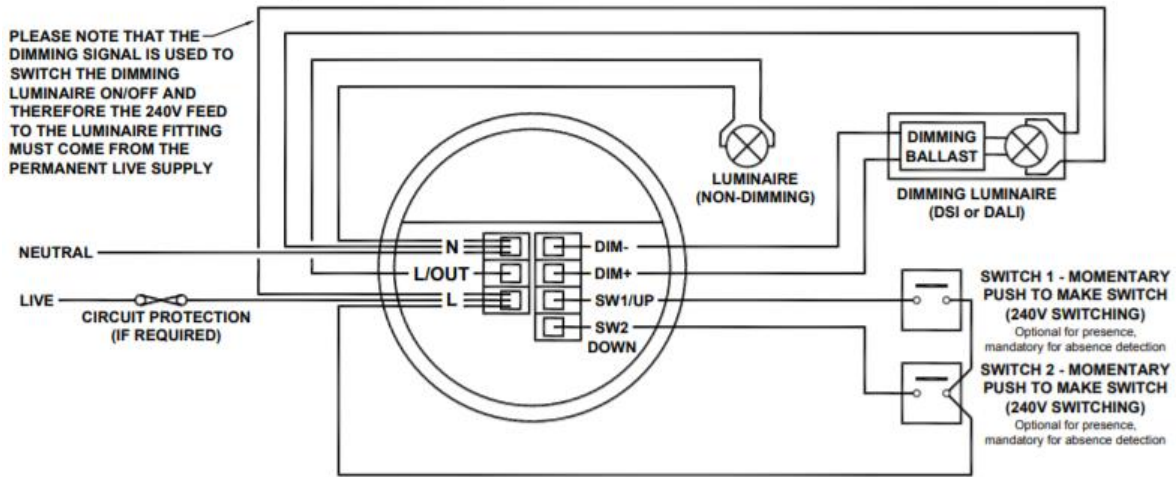 PLEASE NOTE THAT THE
DIMMING SIGNAL IS USED TO
SWITCH THE DIMMING
LUMINAIRE ON/OFF AND
THEREFORE THE 240V FEED
TO THE LUMINAIRE FITTING
MUST COME FROM THE
PERMANENT LIVE SUPPLY
LUMINAIRE
(NON-DIMMING)
DIMMING
BALLAST
DIMMING LUMINAIRE
(DSI or DALI)
NEUTRAL
N
DIM-
L/OUT
DIM+
LIVE
L
SW1/UP
CIRCUIT PROTECTION
(IF REQUIRED)
SW2
DOWN
SWITCH 1 - MOMENTARY
PUSH TO MAKE SWITCH
(240V SWITCHING)
Optional for presence,
mandatory for absence detection
SWITCH 2 - MOMENTARY
PUSH TO MAKE SWITCH
(240V SWITCHING)
Optional for presence,
mandatory for absence detection